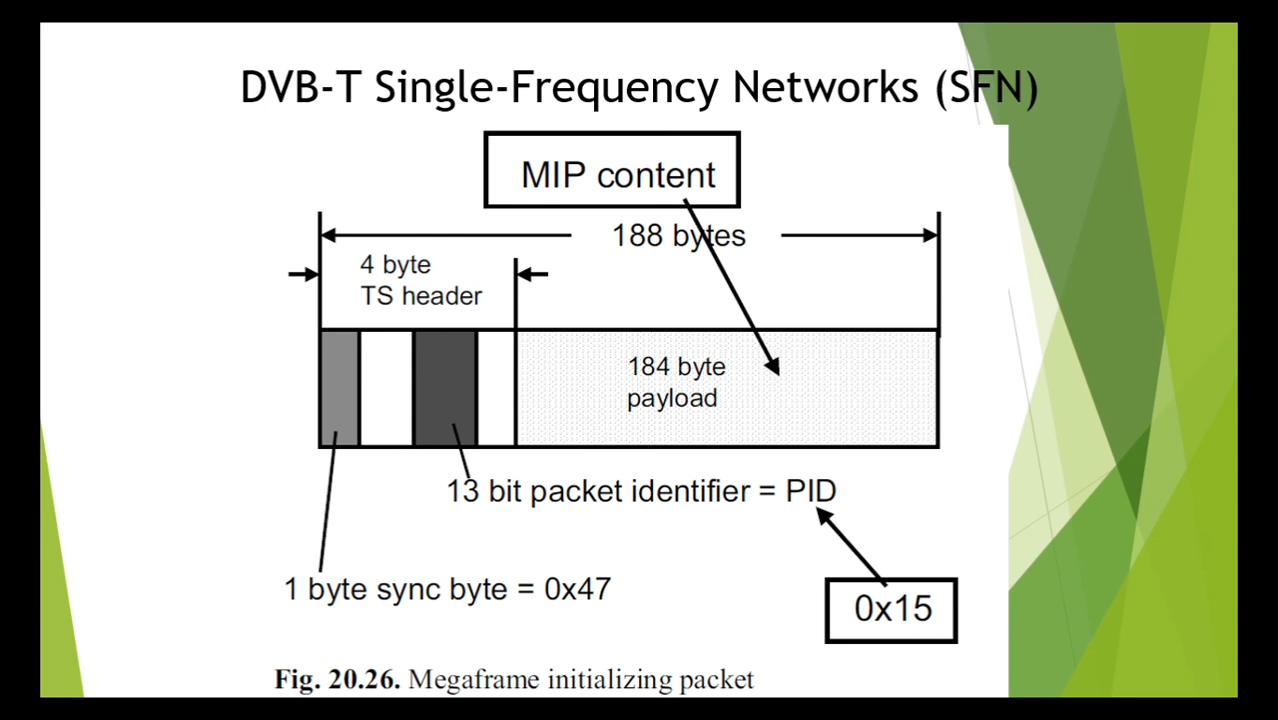 DVB-T Single-Frequency Networks (SFN)
MIP content
188 bytes
4 byte
TS header
184 byte
payload
13 bit packet identifier = PID
1 byte sync byte = 0x47
0x15
Fig. 20.26. Megaframe initializing packet